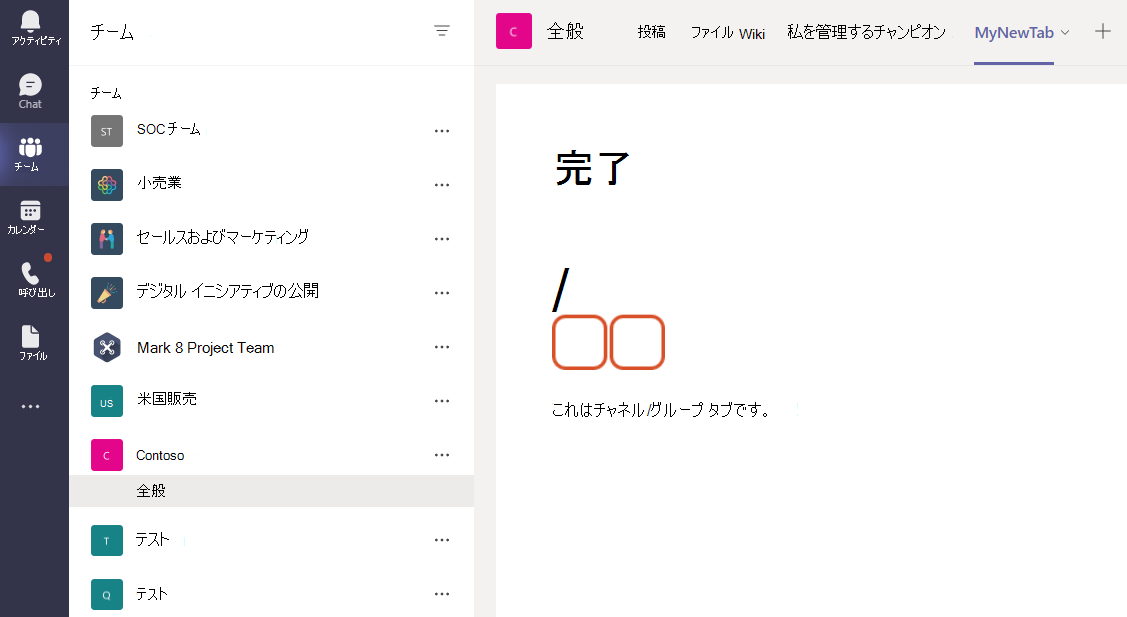 アクティビティ
Chat
チーム
カレンダー
呼び出し
ファイル
チーム
チーム
ST SOCチーム
小売業
セールスおよびマーケティング
デジタル イニシアティブの公開
Mark 8 Project Team
US 米国販売
C Contoso
全般
T テスト
Q テスト
C 全般 投稿 ファイル Wiki 私を管理するチャンピオン MyNewTab
完了
/
これはチャネル/グループ タブです。